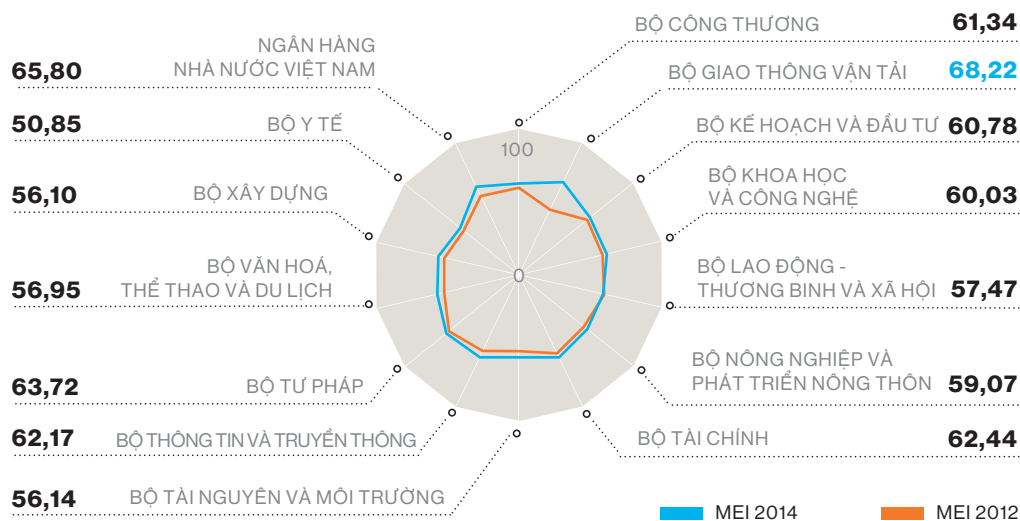 BỘ CÔNG THƯƠNG 61,34
NGÂN HÀNG
NHÀ NƯỚC VIỆT NAM
65,80
BỘ GIAO THÔNG VẬN TẢI 68,22
50,85 BỘ Y TẾ
BỘ KẾ HOẠCH VÀ ĐẦU TƯ 60,78
100
56,10 BỘ XÂY DỰNG
BỘ KHOA HỌC
VÀ CÔNG NGHỆ 60,03
0
BỘ VĂN HOÁ,
56,95 THỂ THAO VÀ DU LỊCH
BỘ LAO ĐỘNG -
THƯƠNG BINH VÀ XÃ HỘI 57,47
63,72 BỘ TƯ PHÁP
BỘ NÔNG NGHIỆP VÀ
PHÁT TRIỂN NÔNG THÔN 59,07
62,17 BỘ THÔNG TIN VÀ TRUYỀN THÔNG
BỘ TÀI CHÍNH 62,44
56,14 BỘ TÀI NGUYÊN VÀ MÔI TRƯỜNG
MEI 2014 MEI 2012